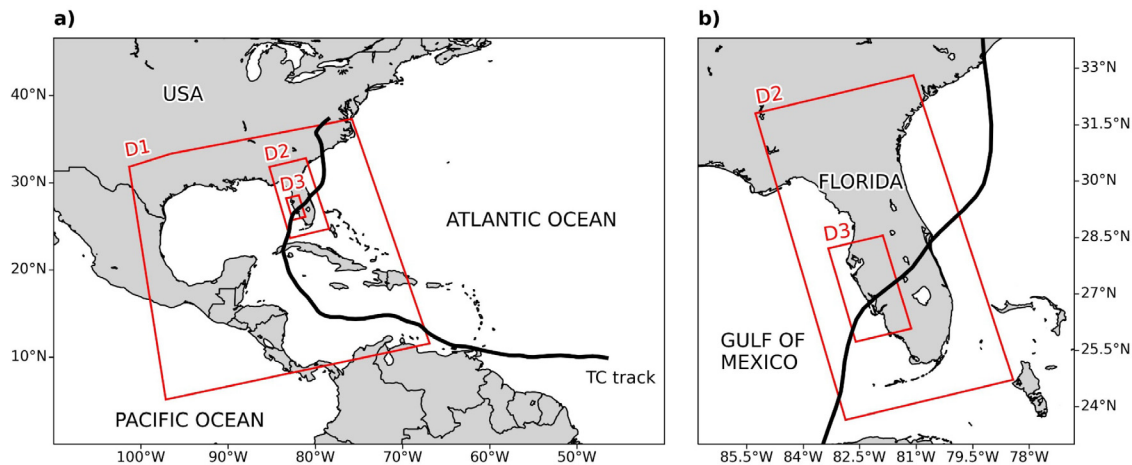 a)
USA
D1
D2
D3
ATLANTIC OCEAN
TC track
PACIFIC OCEAN
40°N
30°N
20°N
10°N
100°W 90°W 80°W 70°W 60°W 50°W
b)
D2
FLORIDA
D3
GULF OF
MEXICO
33°N
31.5°N
30°N
28.5°N
27°N
25.5°N
24°N
85.5°W 84°W 82.5°W 81°W 79.5°W 78°W